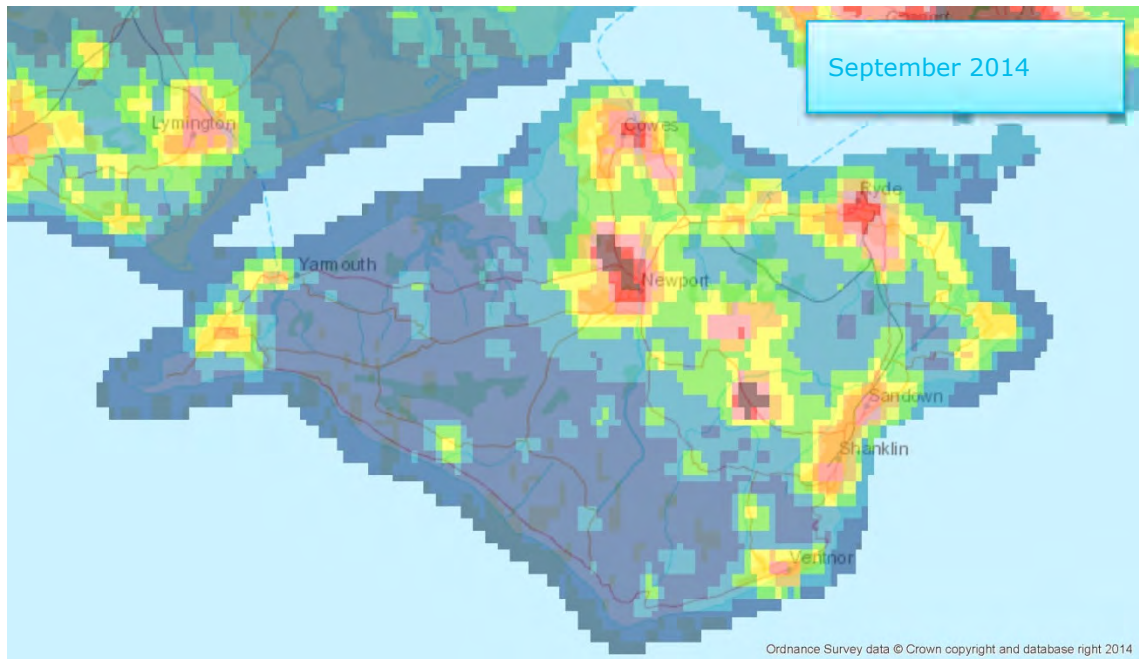 September 2014
Lymington
Cowes
Ryde
Yarmouth
Newport
Sandown
Shanklin
Ventnor
Ordnance Survey data © Crown copyright and database right 2014